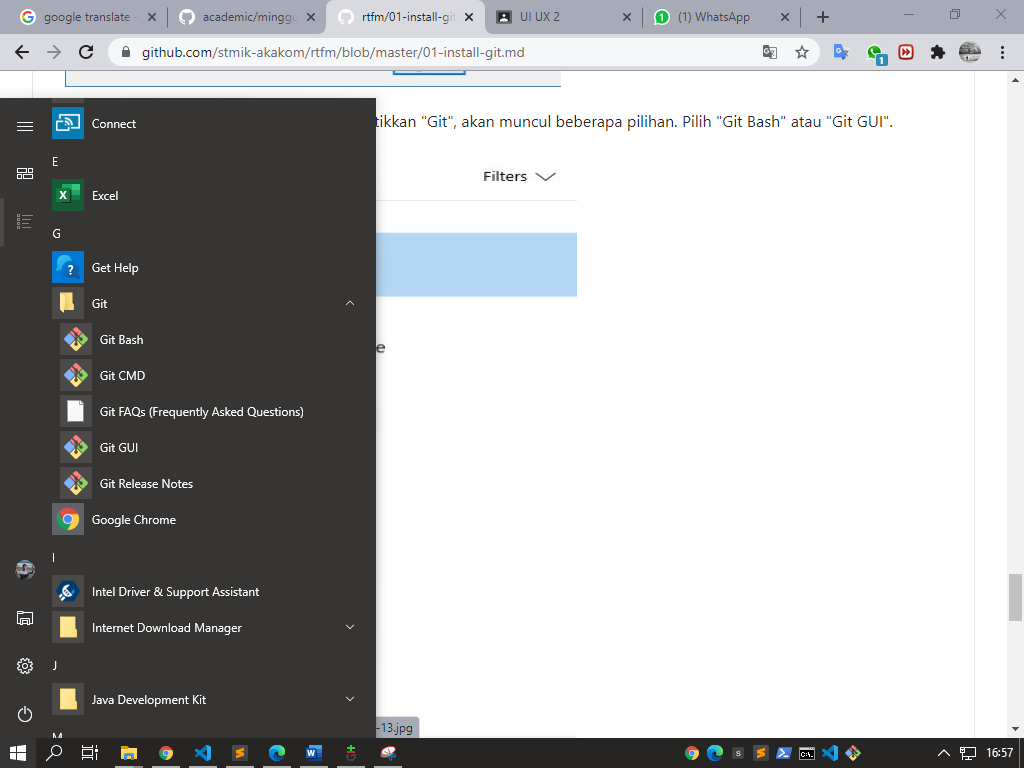 google translate -
academic/minggu
rtfm/01-install-git
UI UX 2
(1) WhatsApp
github.com/stmik-akakom/rtfm/blob/master/01-install-git.md
1
tikkan "Git", akan muncul beberapa pilihan. Pilih "Git Bash" atau "Git GUI".
Filters
e
Connect
E
Excel
G
Get Help
Git
Git Bash
Git CMD
Git FAQs (Frequently Asked Questions)
Git GUI
Git Release Notes
Google Chrome
I
Intel Driver & Support Assistant
Internet Download Manager
J
Java Development Kit
M
-13.jpg
16:57